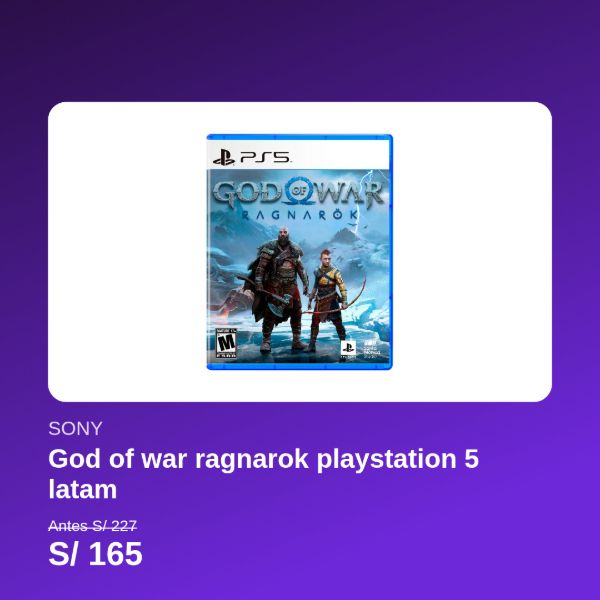 PS5
GOD OF WAR
RAGNARÖK
M
SONY
God of war ragnarok playstation 5
latam
Antes S/ 227
S/ 165